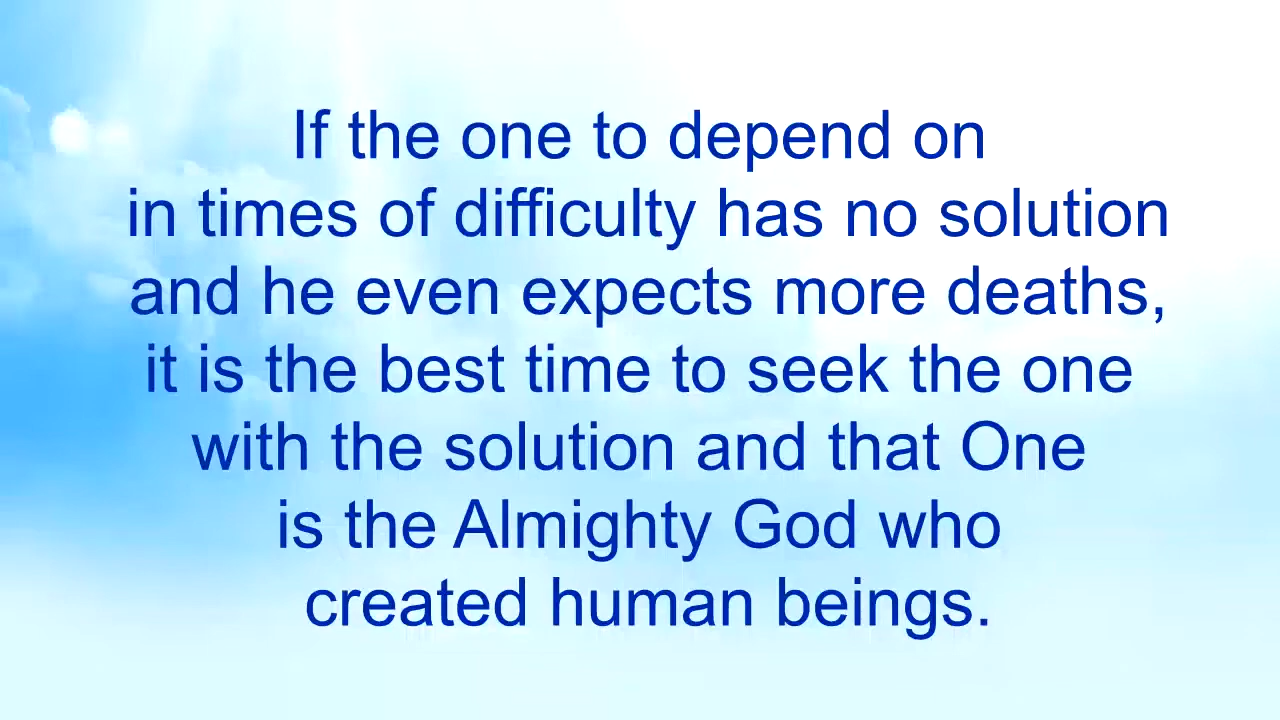 If the one to depend on
in times of difficulty has no solution
and he even expects more deaths,
it is the best time to seek the one
with the solution and that One
is the Almighty God who
created human beings.